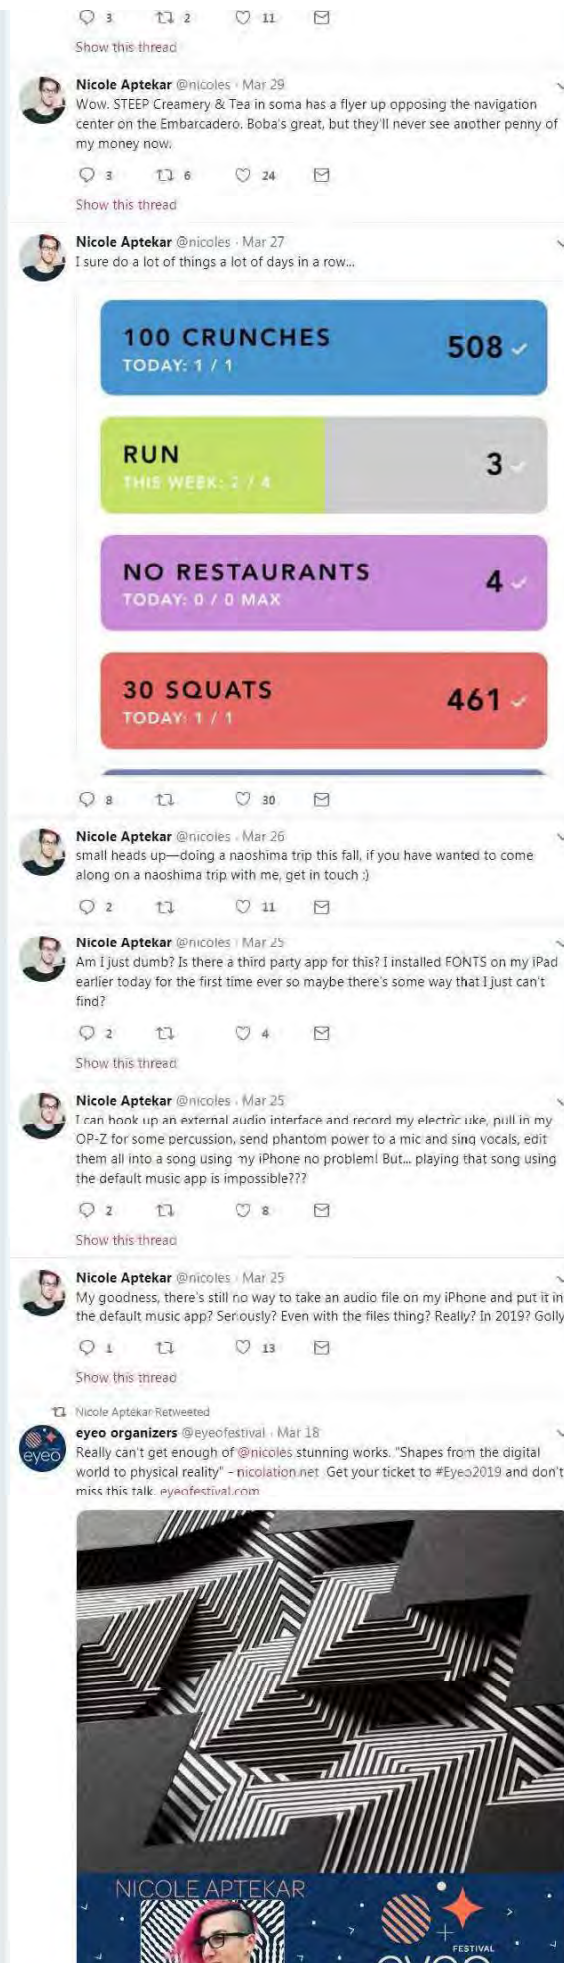 3 2 11
Show this thread
Nicole Aptekar @nicoles · Mar 29
Wow. STEEP Creamery & Tea in soma has a flyer up opposing the navigation
center on the Embarcadero. Boba's great, but they'll never see another penny of
my money now.
3 6 24
Show this thread
Nicole Aptekar @nicoles · Mar 27
I sure do a lot of things a lot of days in a row...
100 CRUNCHES
508
TODAY: 1 / 1
RUN
3
THIS WEEK: 2 / 4
NO RESTAURANTS
4
TODAY: 0 / 0 MAX
30 SQUATS
461
TODAY: 1 / 1
8 30
Nicole Aptekar @nicoles · Mar 26
small heads up—doing a naoshima trip this fall, if you have wanted to come
along on a naoshima trip with me, get in touch :)
2 11
Nicole Aptekar @nicoles · Mar 25
Am I just dumb? Is there a third party app for this? I installed FONTS on my iPad
earlier today for the first time ever so maybe there's some way that I just can't
find?
2 4
Show this thread
Nicole Aptekar @nicoles · Mar 25
I can hook up an external audio interface and record my electric uke, pull in my
OP-Z for some percussion, send phantom power to a mic and sing vocals, edit
them all into a song using my iPhone no problem! But... playing that song using
the default music app is impossible???
2 8
Show this thread
Nicole Aptekar @nicoles · Mar 25
My goodness, there's still no way to take an audio file on my iPhone and put it in
the default music app? Seriously? Even with the files thing? Really? In 2019? Golly
1 13
Show this thread
Nicole Aptekar Retweeted
eyeo organizers @eyeofestival · Mar 18
eyeo
Really can't get enough of @nicoles stunning works. "Shapes from the digital
world to physical reality" - nicolation.net Get your ticket to #Eyeo2019 and don't
miss this talk. eyeofestival.com
NICOLE APTEKAR
FESTIVAL
eyeo